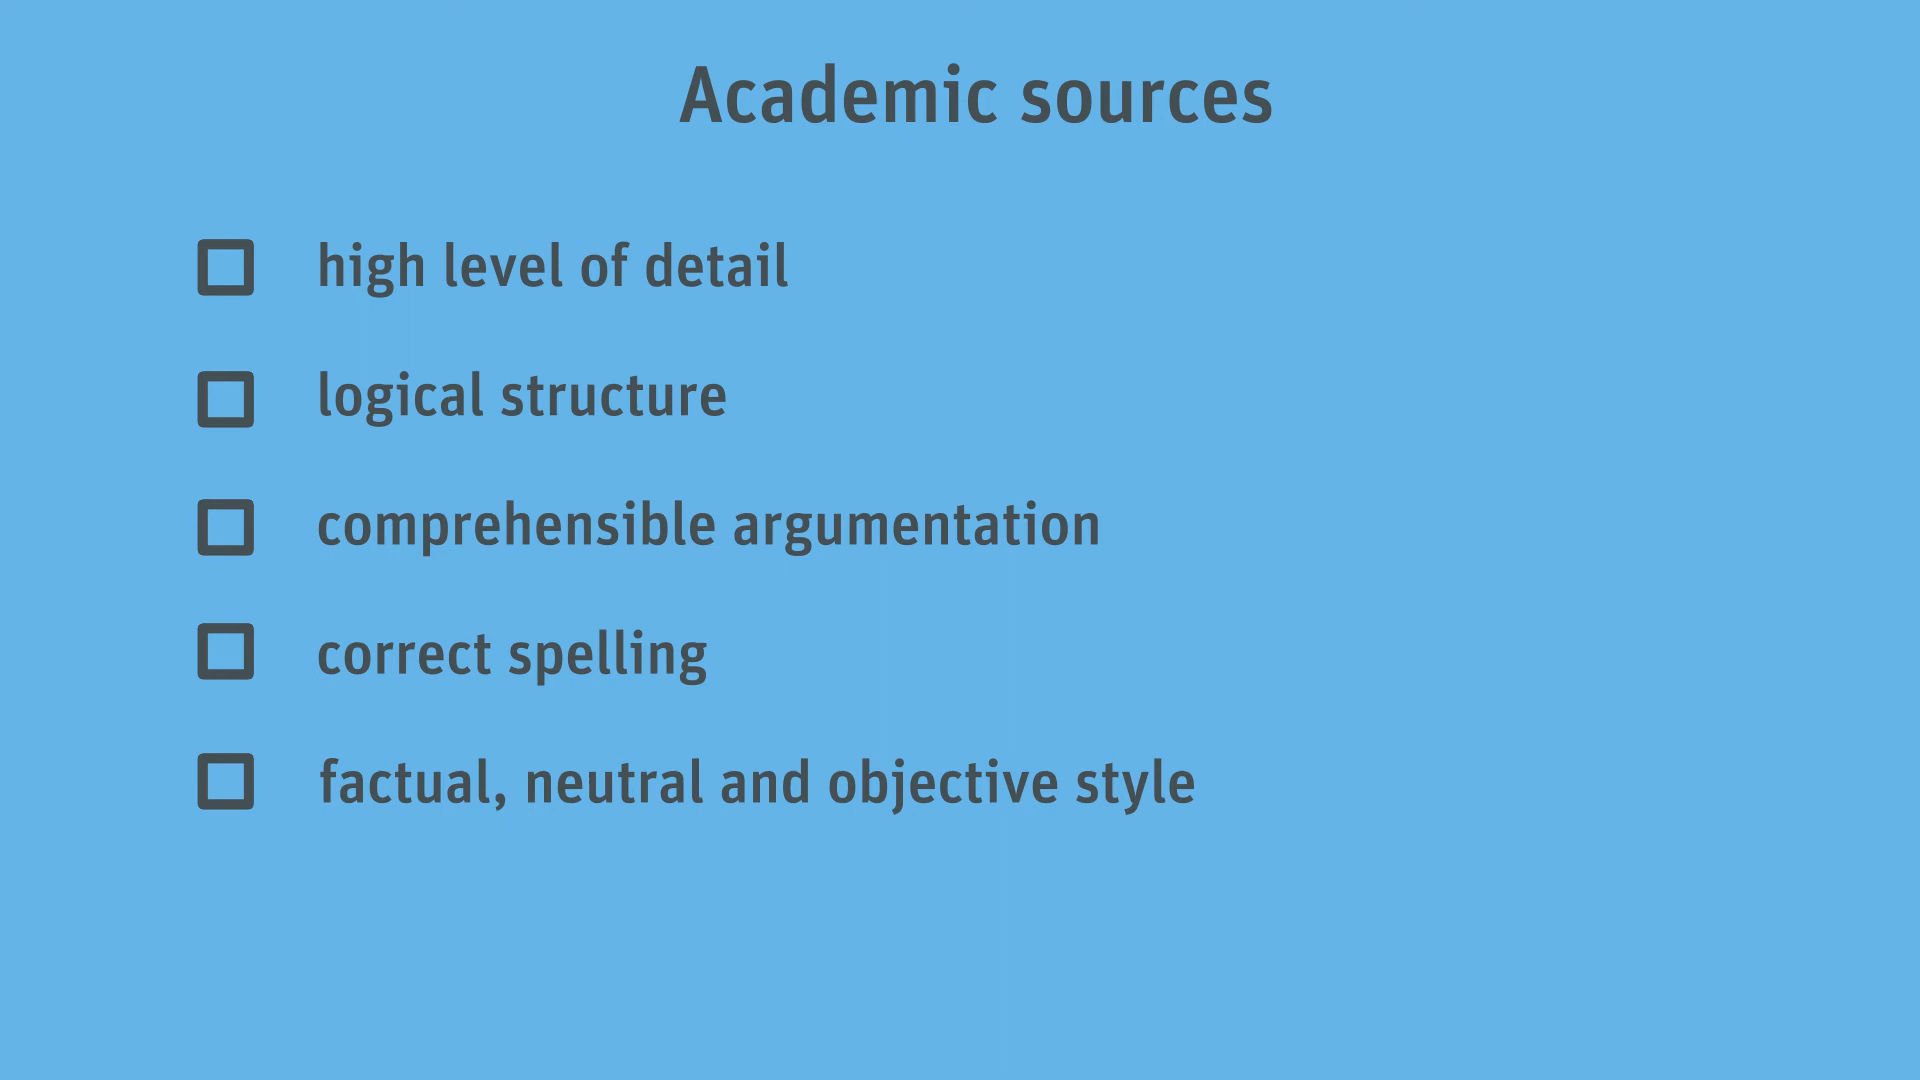 Academic sources
high level of detail
logical structure
comprehensible argumentation
correct spelling
factual, neutral and objective style